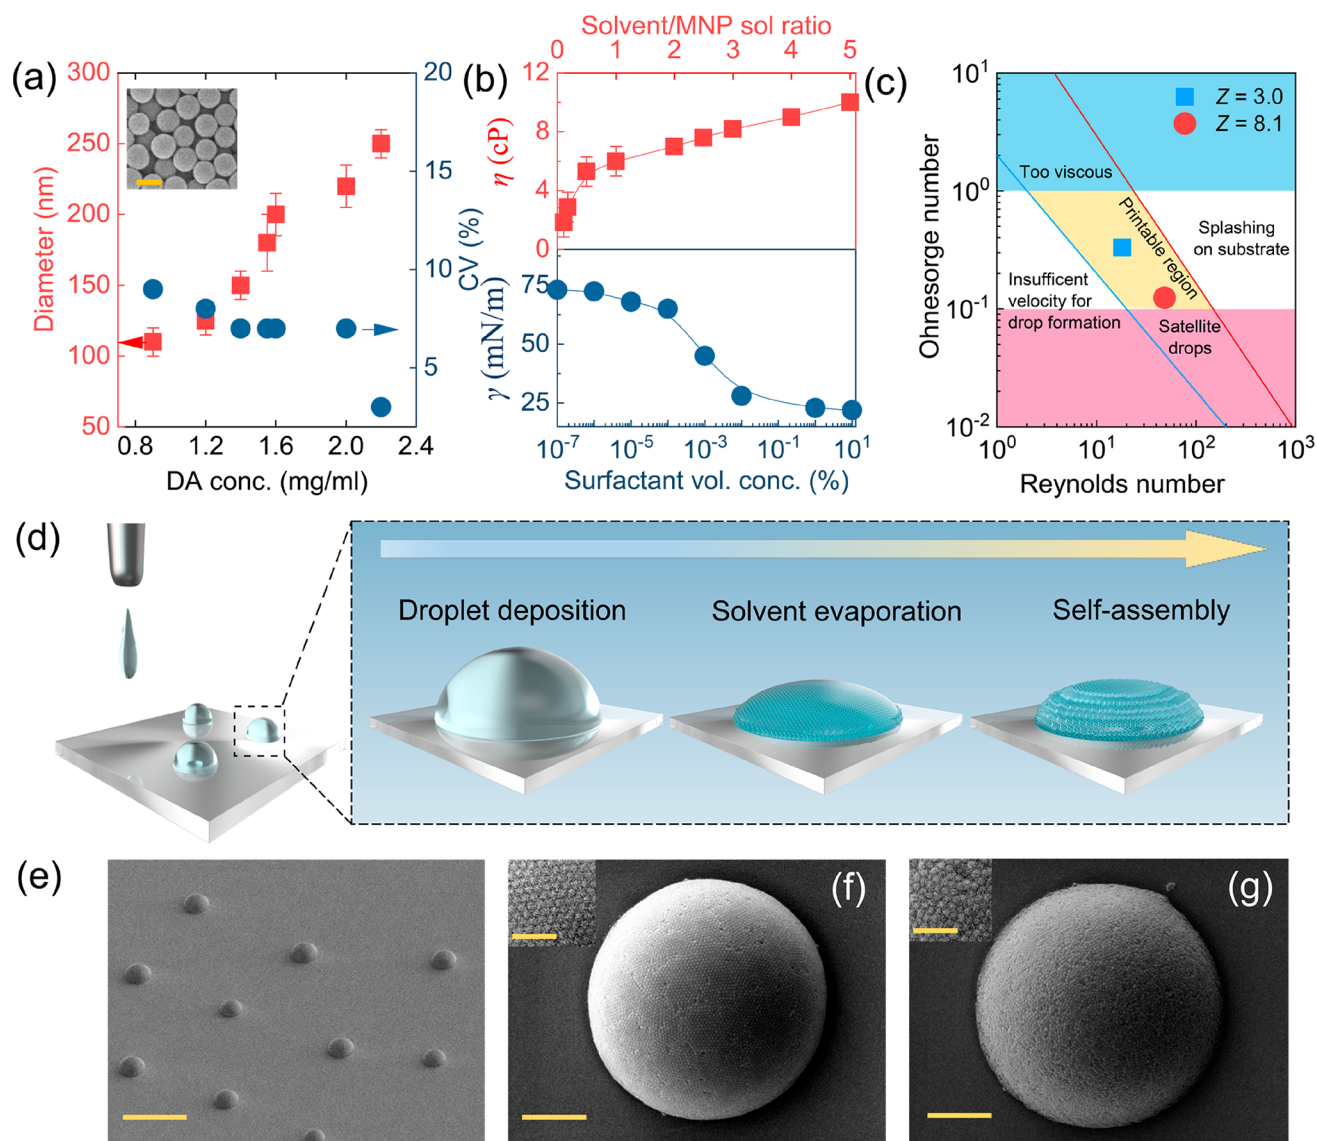 (a)
300
250
200
150
100
50
Diameter (nm)
20
15
10
5
CV (%)
0.8 1.2 1.6 2.0 2.4
DA conc. (mg/ml)
(b)
Solvent/MNP sol ratio
0 1 2 3 4 5
12
8
4
0
η (cP)
75
50
25
γ (mN/m)
10⁻⁷ 10⁻⁵ 10⁻³ 10⁻¹ 10¹
Surfactant vol. conc. (%)
(c)
10¹
10⁰
10⁻¹
10⁻²
Ohnesorge number
Z = 3.0
Z = 8.1
Too viscous
Printable region
Splashing
on substrate
Insufficent
velocity for
drop formation
Satellite
drops
10⁰ 10¹ 10² 10³
Reynolds number
(d)
Droplet deposition
Solvent evaporation
Self-assembly
(e)
(f)
(g)